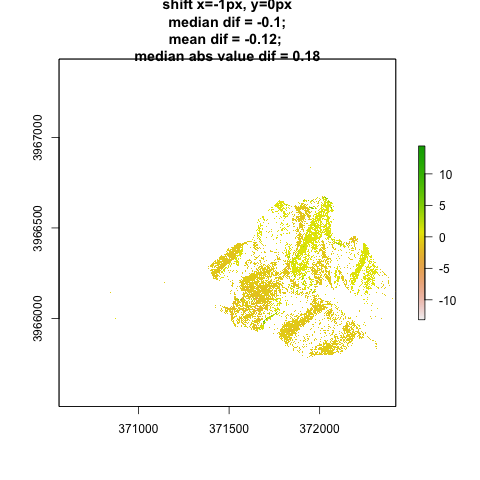 shift x=-1px, y=0px
median dif = -0.1;
mean dif = -0.12;
median abs value dif = 0.18
3967000
3966500
3966000
371000
371500
372000
10
5
0
-5
-10